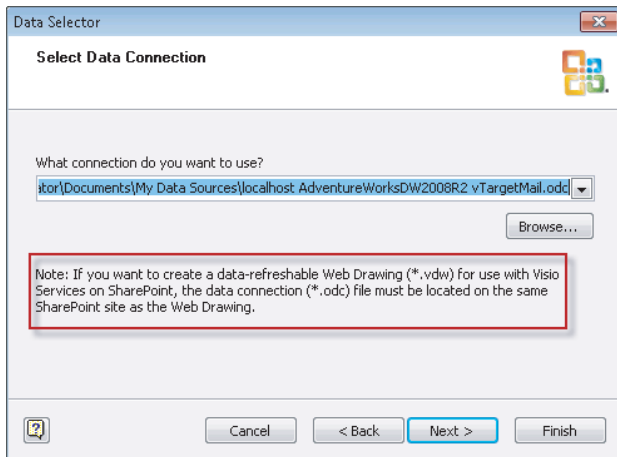 Data Selector
Select Data Connection
What connection do you want to use?
ator\Documents\My Data Sources\localhost AdventureWorksDW2008R2 vTargetMail.odc
Browse...
Note: If you want to create a data-refreshable Web Drawing (*.vdw) for use with Visio
Services on SharePoint, the data connection (*.odc) file must be located on the same
SharePoint site as the Web Drawing.
Cancel
< Back
Next >
Finish